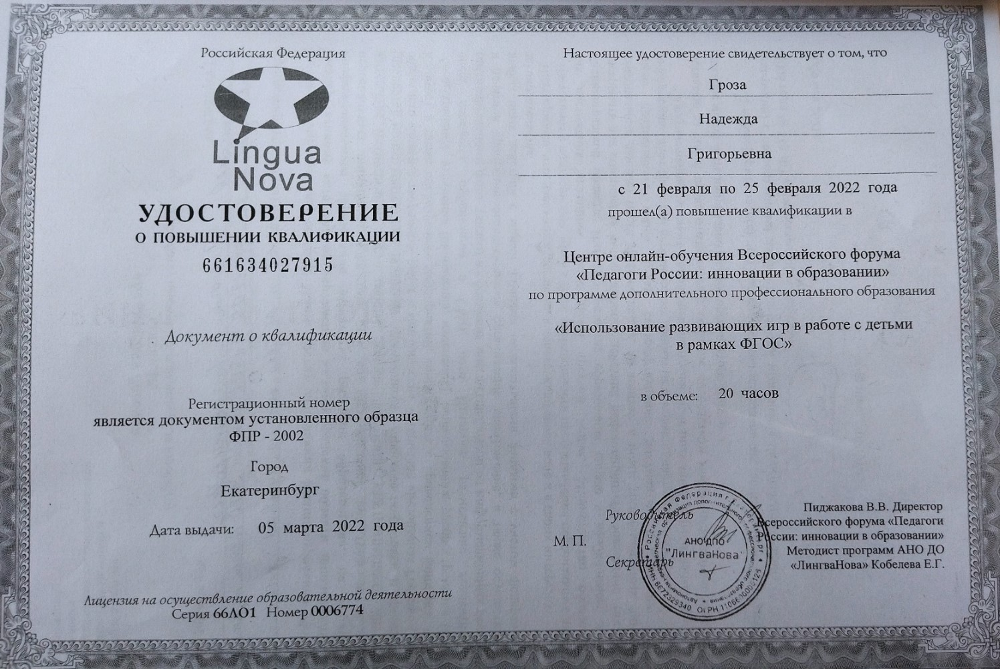 Российская Федерация
Lingua
Nova
УДОСТОВЕРЕНИЕ
О ПОВЫШЕНИИ КВАЛИФИКАЦИИ
661634027915
Документ о квалификации
Регистрационный номер
является документом установленного образца
ФПР - 2002
Город
Екатеринбург
Дата выдачи: 05 марта 2022 года
Лицензия на осуществление образовательной деятельности
Серия 66Л01 Номер 0006774
Настоящее удостоверение свидетельствует о том, что
Гроза
Надежда
Григорьевна
с 21 февраля по 25 февраля 2022 года
прошел(а) повышение квалификации в
Центре онлайн-обучения Всероссийского форума
«Педагоги России: инновации в образовании»
по программе дополнительного профессионального образования
«Использование развивающих игр в работе с детьми
в рамках ФГОС»
в объеме: 20 часов
Руководитель
М. П.
Секретарь
Пиджакова В.В. Директор
Всероссийского форума «Педагоги
России: инновации в образовании»
Методист программ АНО ДО
«ЛингваНова» Кобелева Е.Г.
Российская Федерация
АНО ДПО
"ЛингваНова"
ИНН 6672329340
ОГРН